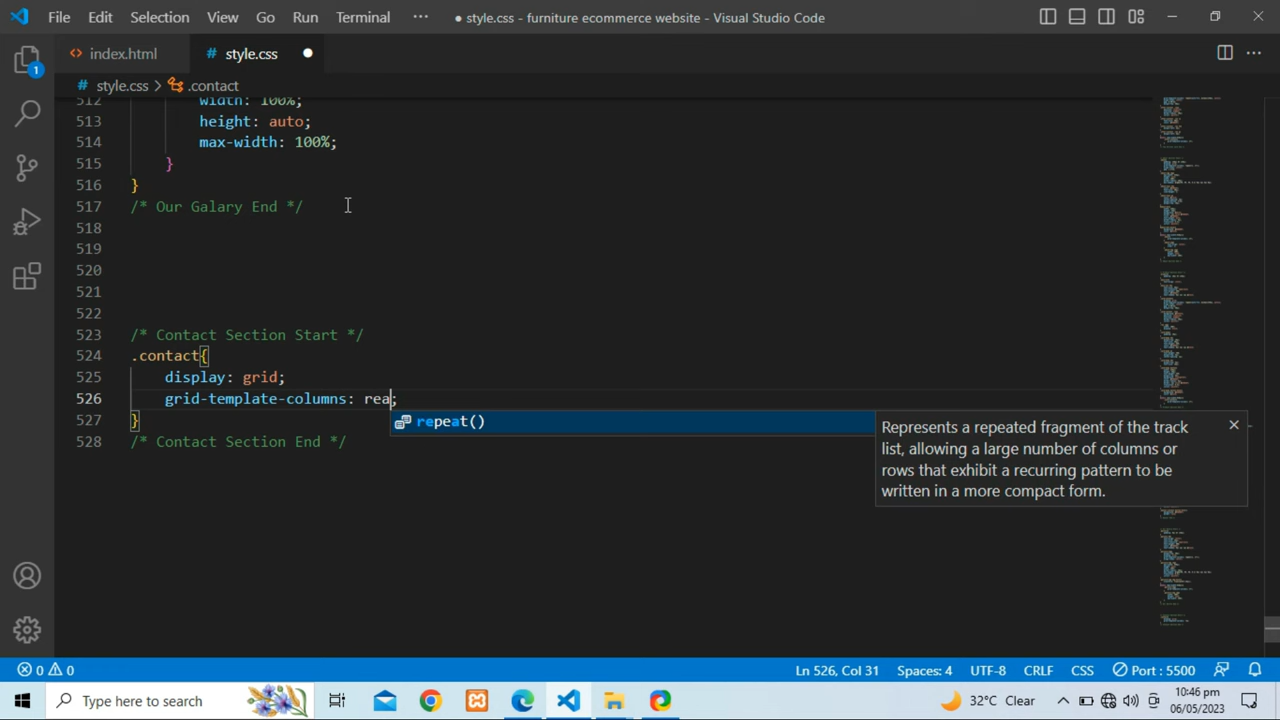 File Edit Selection View Go Run Terminal ··· ● style.css - furniture ecommerce website - Visual Studio Code
<> index.html # style.css ●
# style.css > .contact
1
512 width: 100%;
513 height: auto;
514 max-width: 100%;
515 }
516 }
517 /* Our Galary End */
518
519
520
521
522
523 /* Contact Section Start */
524 .contact{
525 display: grid;
526 grid-template-columns: rea;
527 }
528 /* Contact Section End */
repeat()
Represents a repeated fragment of the track
list, allowing a large number of columns or
rows that exhibit a recurring pattern to be
written in a more compact form.
0 0 Ln 526, Col 31 Spaces: 4 UTF-8 CRLF CSS Port : 5500
Type here to search 32°C Clear 10:46 pm
06/05/2023